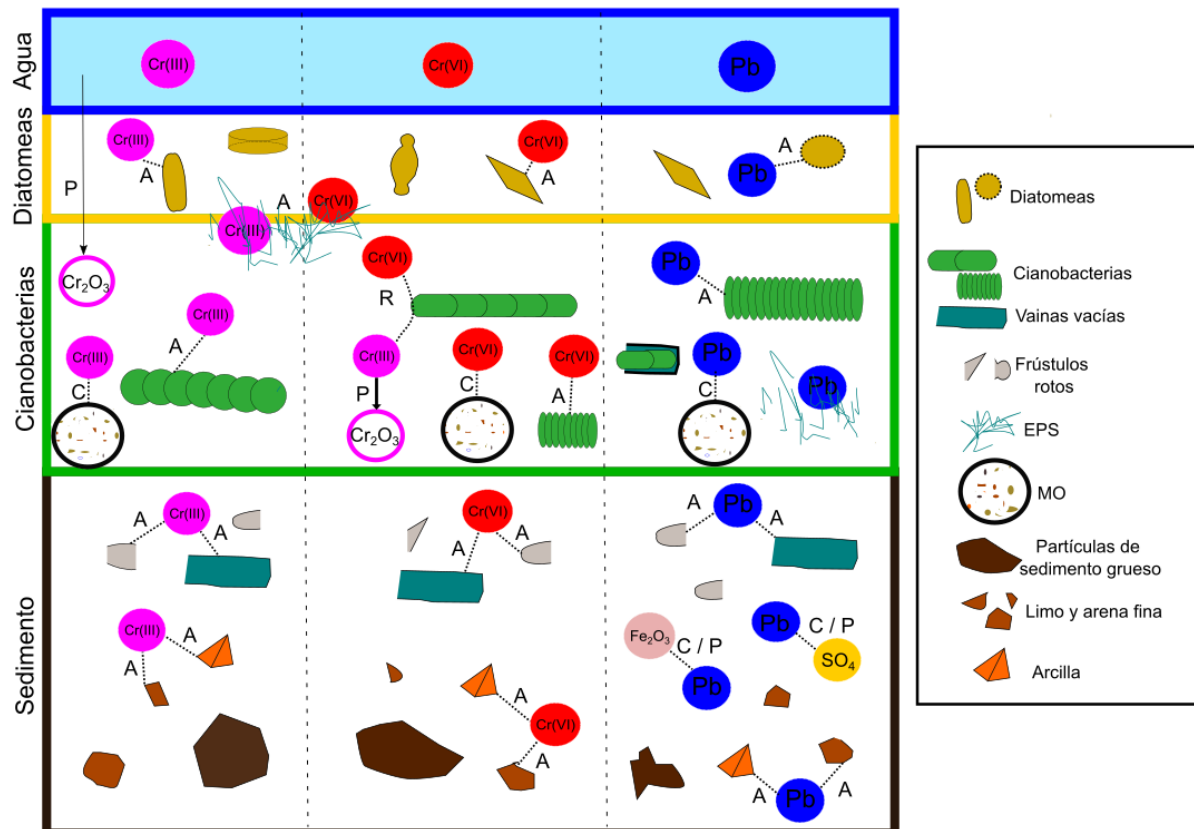 Agua
Cr(III)
Cr(VI)
Pb
Diatomeas
Cr(III)
A
Cr(VI)
A
A
Pb
P
A
Cr(VI)
Cr(III)
Cianobacterias
Cr₂O₃
Cr(VI)
R
Pb
A
Cr(III)
A
Cr(III)
C
Cr(III)
P
Cr₂O₃
Cr(VI)
C
Cr(VI)
A
Pb
C
Pb
Sedimento
A
Cr(III)
A
Cr(VI)
A
A
A
Pb
A
Cr(III)
A
A
A
Cr(VI)
Fe₂O₃
C / P
Pb
Pb
C / P
SO₄
A
Pb
A
Diatomeas
Cianobacterias
Vainas vacías
Frústulos
rotos
EPS
MO
Partículas de
sedimento grueso
Limo y arena fina
Arcilla